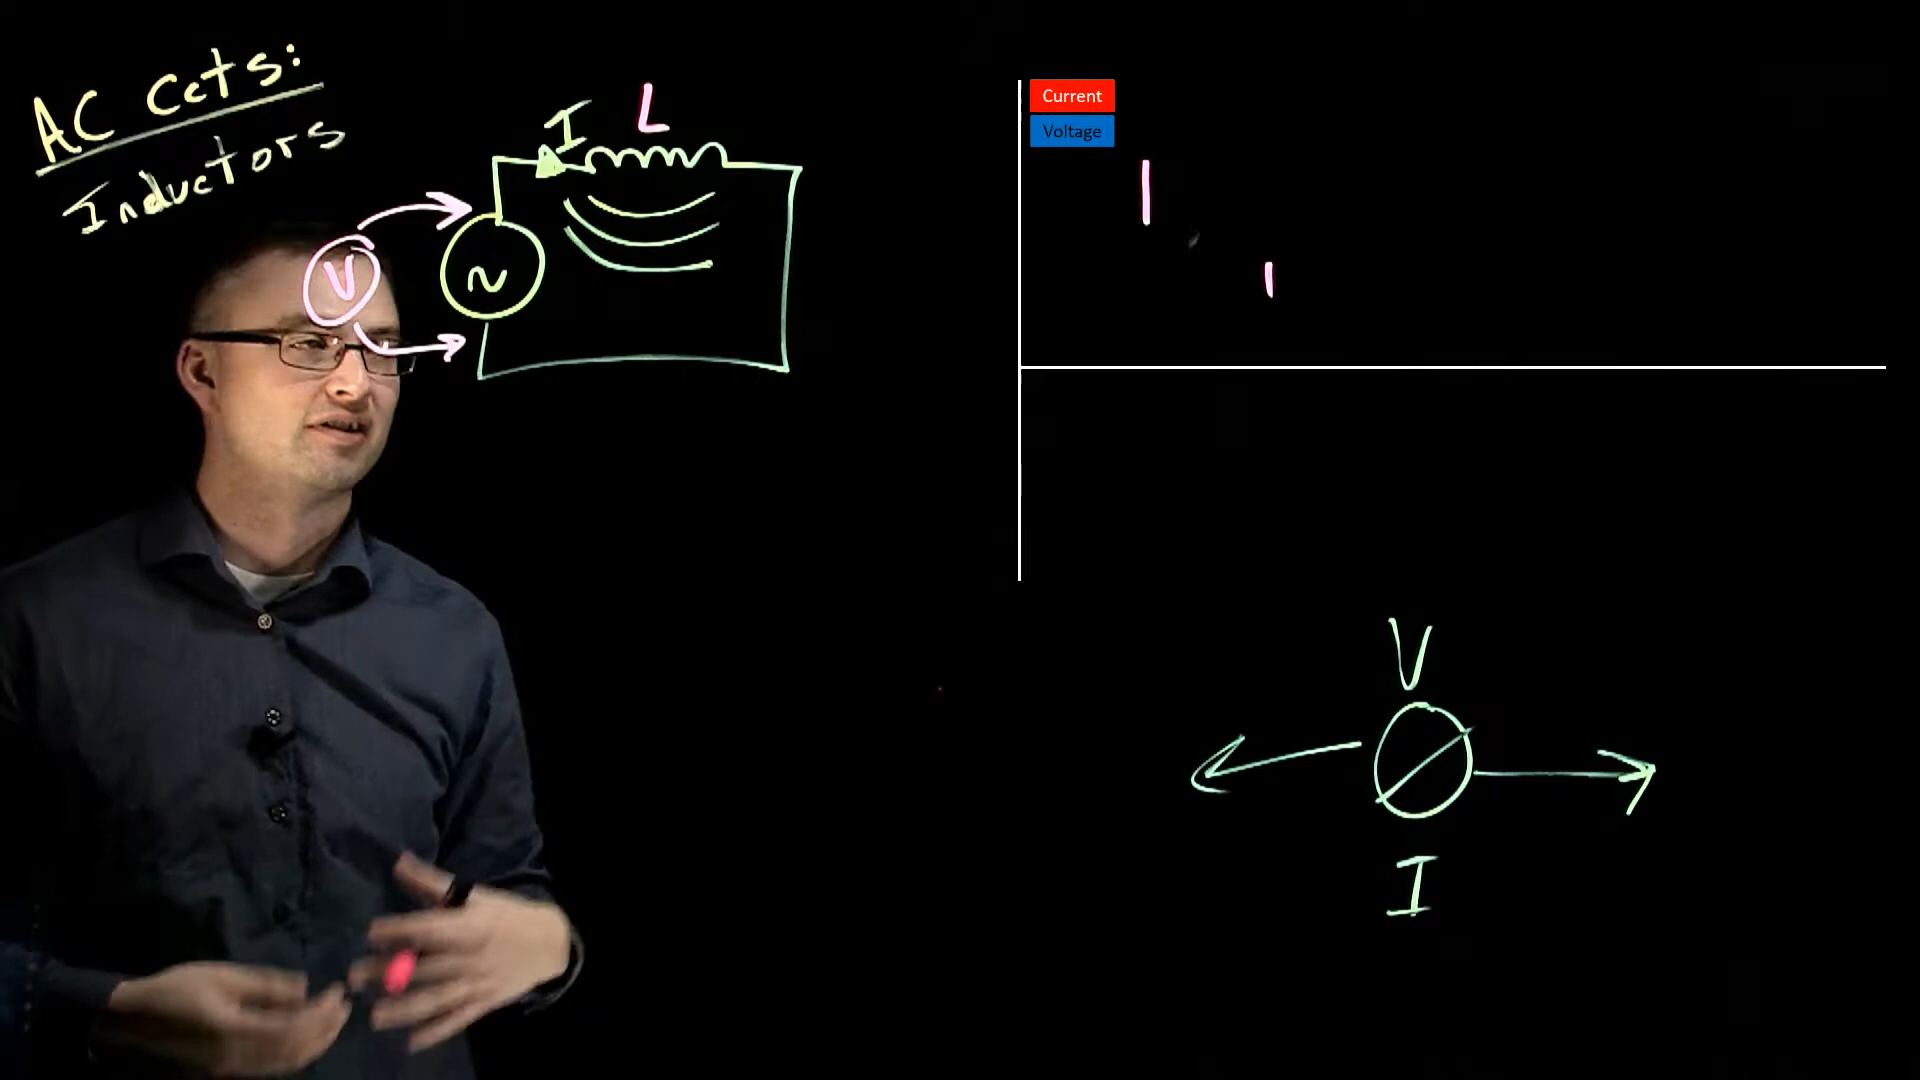 AC Ccts:
Inductors
V
I
L
Current
Voltage
V
I